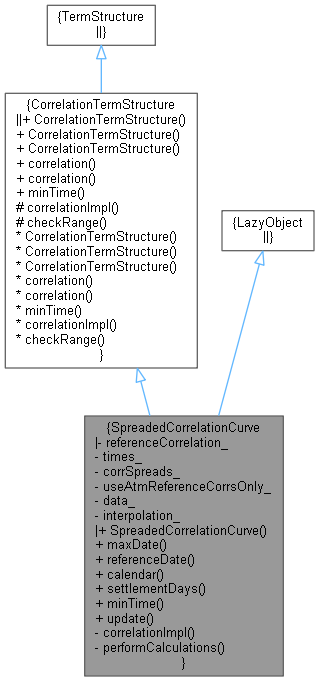 {TermStructure
||}
{CorrelationTermStructure
||+ CorrelationTermStructure()
+ CorrelationTermStructure()
+ CorrelationTermStructure()
+ correlation()
+ correlation()
+ minTime()
# correlationImpl()
# checkRange()
* CorrelationTermStructure()
* CorrelationTermStructure()
* CorrelationTermStructure()
* correlation()
* correlation()
* minTime()
* correlationImpl()
* checkRange()
}
{LazyObject
||}
{SpreadedCorrelationCurve
|- referenceCorrelation_
- times_
- corrSpreads_
- useAtmReferenceCorrsOnly_
- data_
- interpolation_
|+ SpreadedCorrelationCurve()
+ maxDate()
+ referenceDate()
+ calendar()
+ settlementDays()
+ minTime()
+ update()
- correlationImpl()
- performCalculations()
}